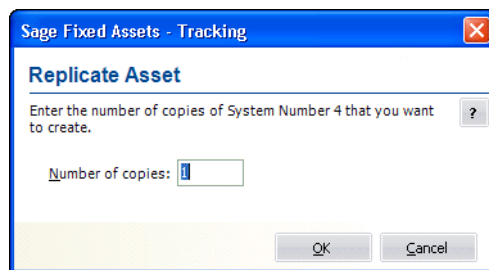 Sage Fixed Assets - Tracking
Replicate Asset
Enter the number of copies of System Number 4 that you want
to create.
?
Number of copies: 1
OK
Cancel